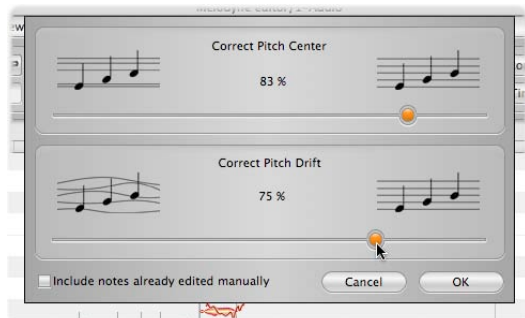 Correct Pitch Center
83 %
Correct Pitch Drift
75 %
Include notes already edited manually
Cancel
OK